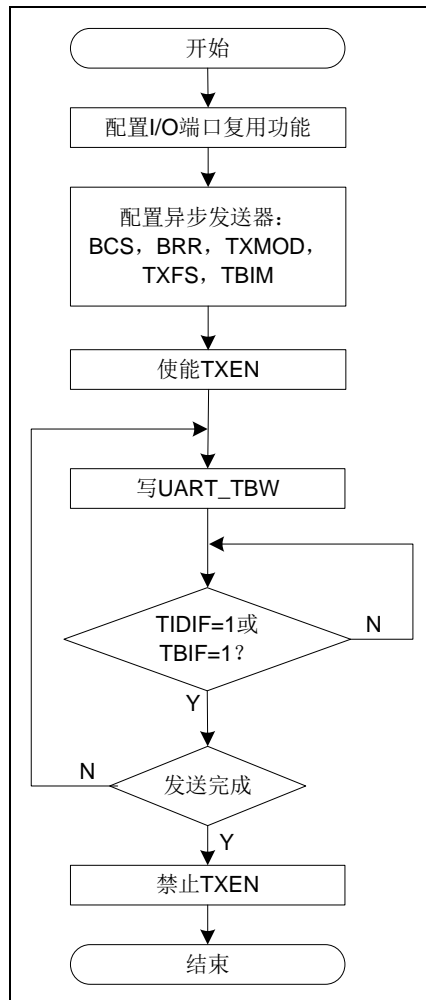 开始
配置I/O端口复用功能
配置异步发送器：
BCS，BRR，TXMOD，
TXFS，TBIM
使能TXEN
写UART_TBW
TIDIF=1或
TBIF=1？
N
Y
N
发送完成
Y
禁止TXEN
结束